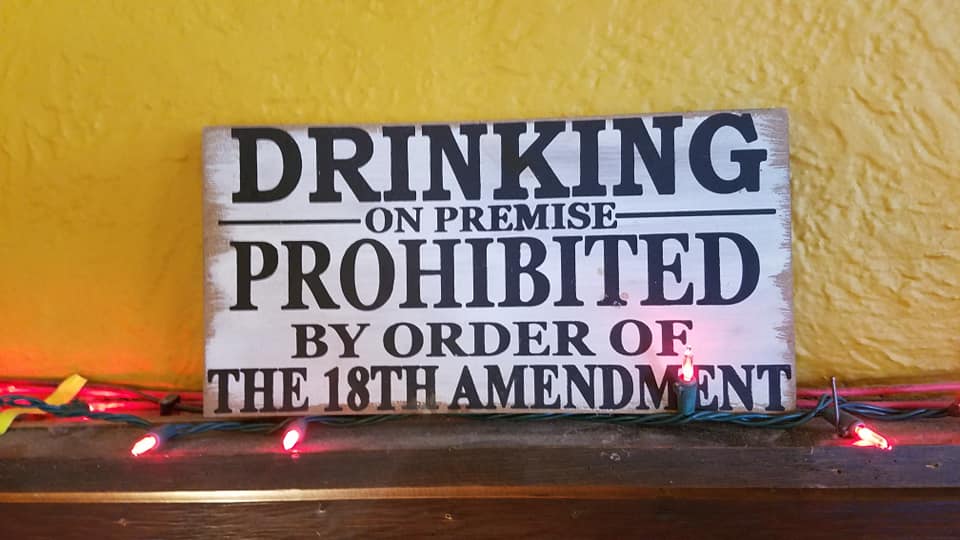 DRINKING
ON PREMISE
PROHIBITED
BY ORDER OF
THE 18TH AMENDMENT